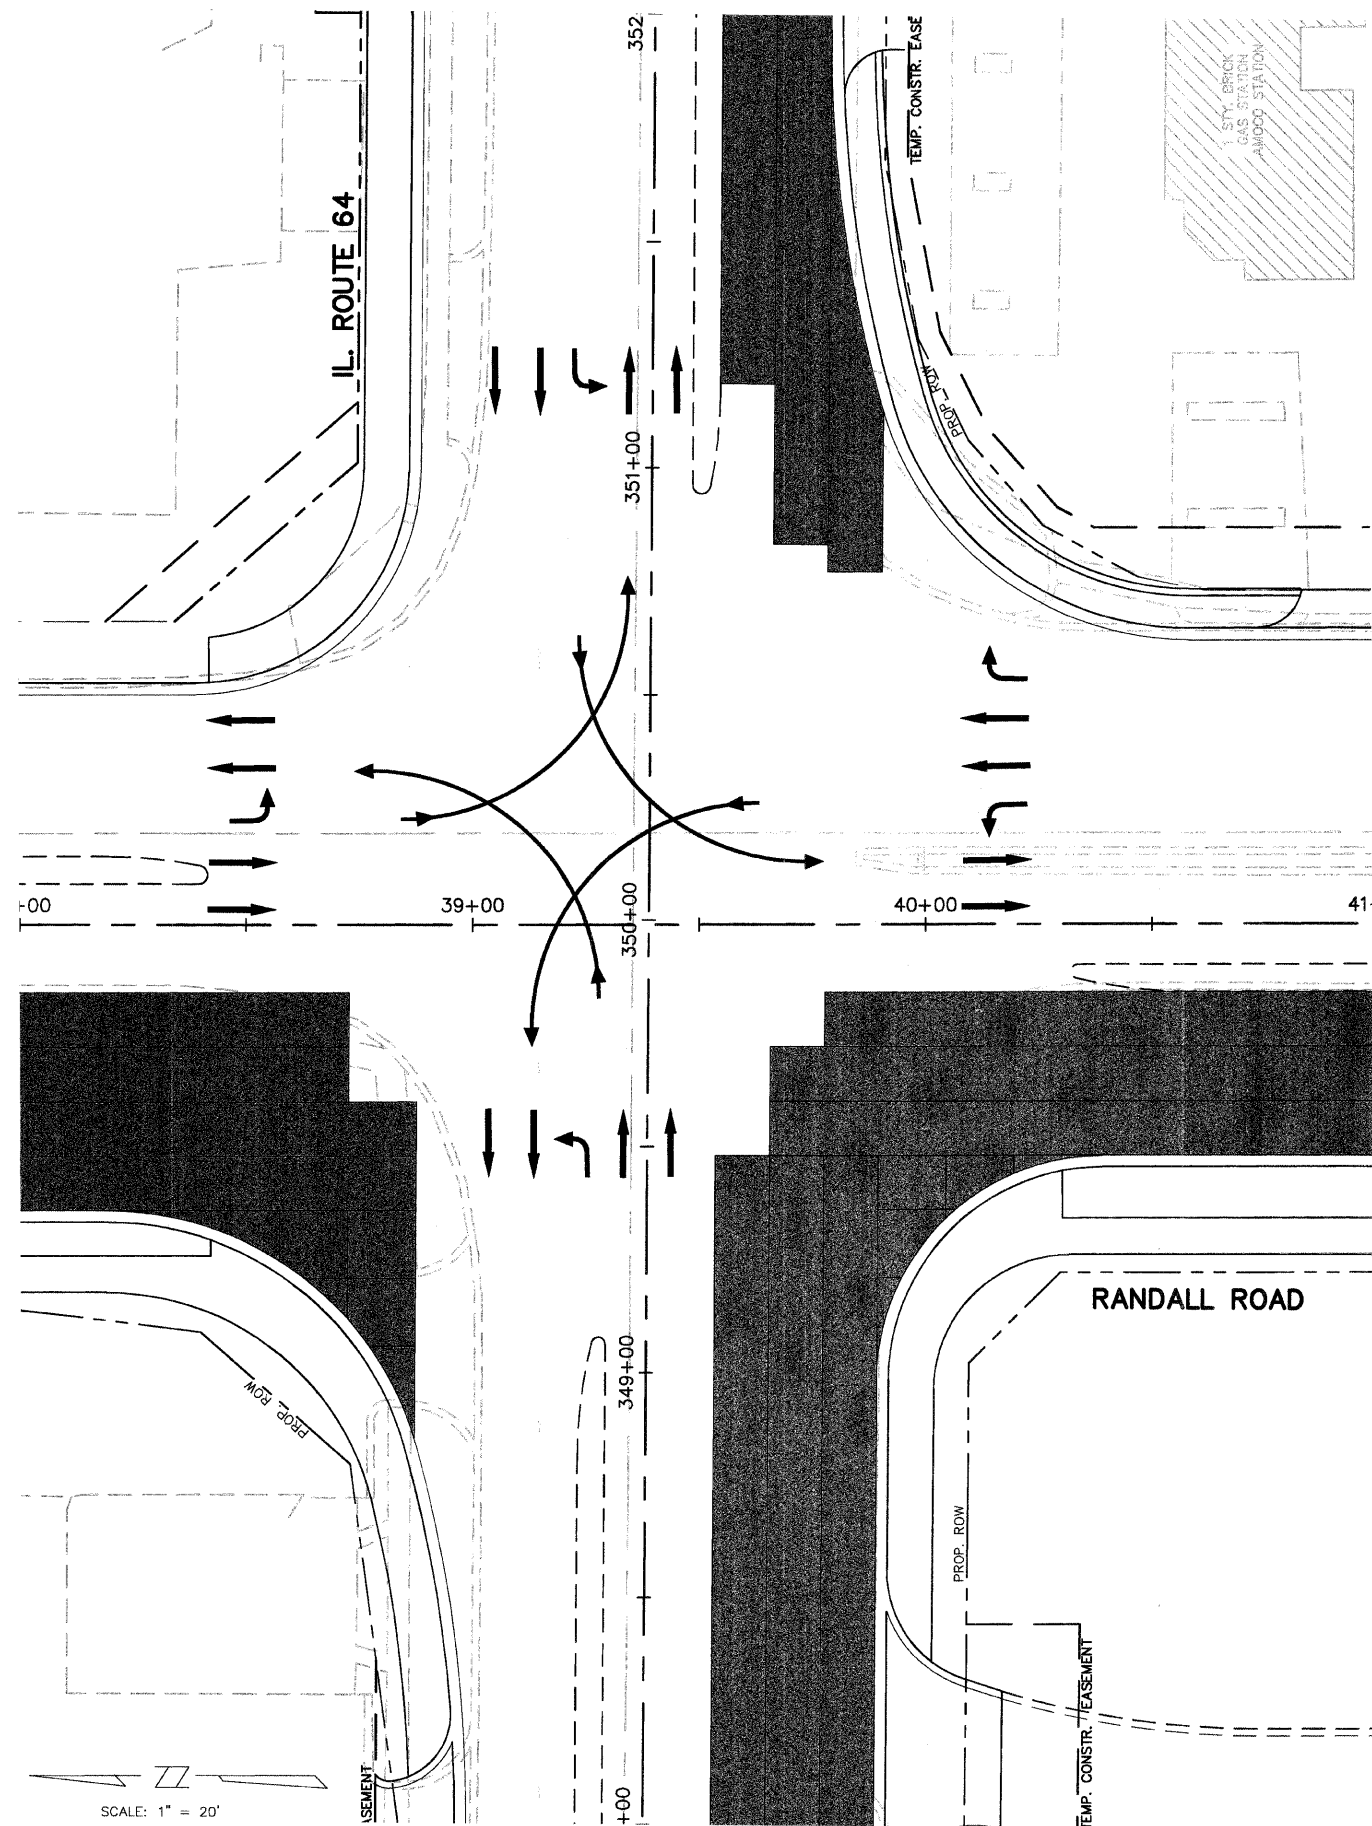 352
TEMP. CONSTR. EASE
1 STY. BRICK
GAS STATION
AMOCO STATION
IL. ROUTE 64
PROP. ROW
351+00
-00
39+00
350+00
40+00
41-
RANDALL ROAD
349+00
PROP. ROW
PROP. ROW
TEMP. CONSTR. EASEMENT
ASEMENT
+00
SCALE: 1" = 20'